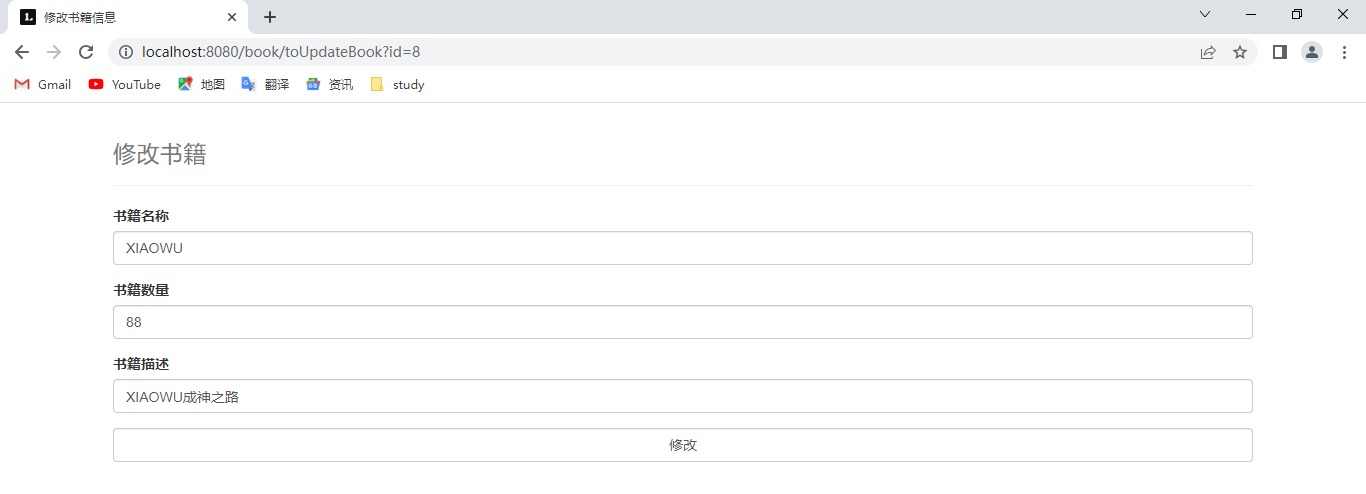 修改书籍信息
localhost:8080/book/toUpdateBook?id=8
Gmail YouTube 地图 翻译 资讯 study
修改书籍
书籍名称
XIAOWU
书籍数量
88
书籍描述
XIAOWU成神之路
修改